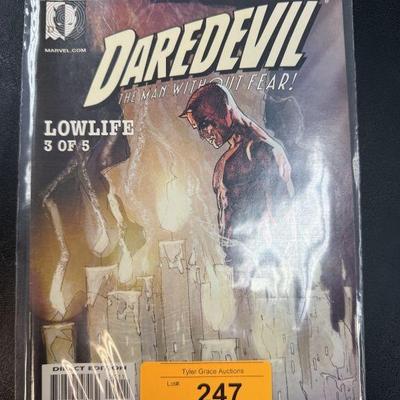 MARVEL.COM
DAREDEVIL
THE MAN WITHOUT FEAR!
LOWLIFE
3 OF 5
DIRECT EDITION
Tyler Grace Auctions
Lot#:
247